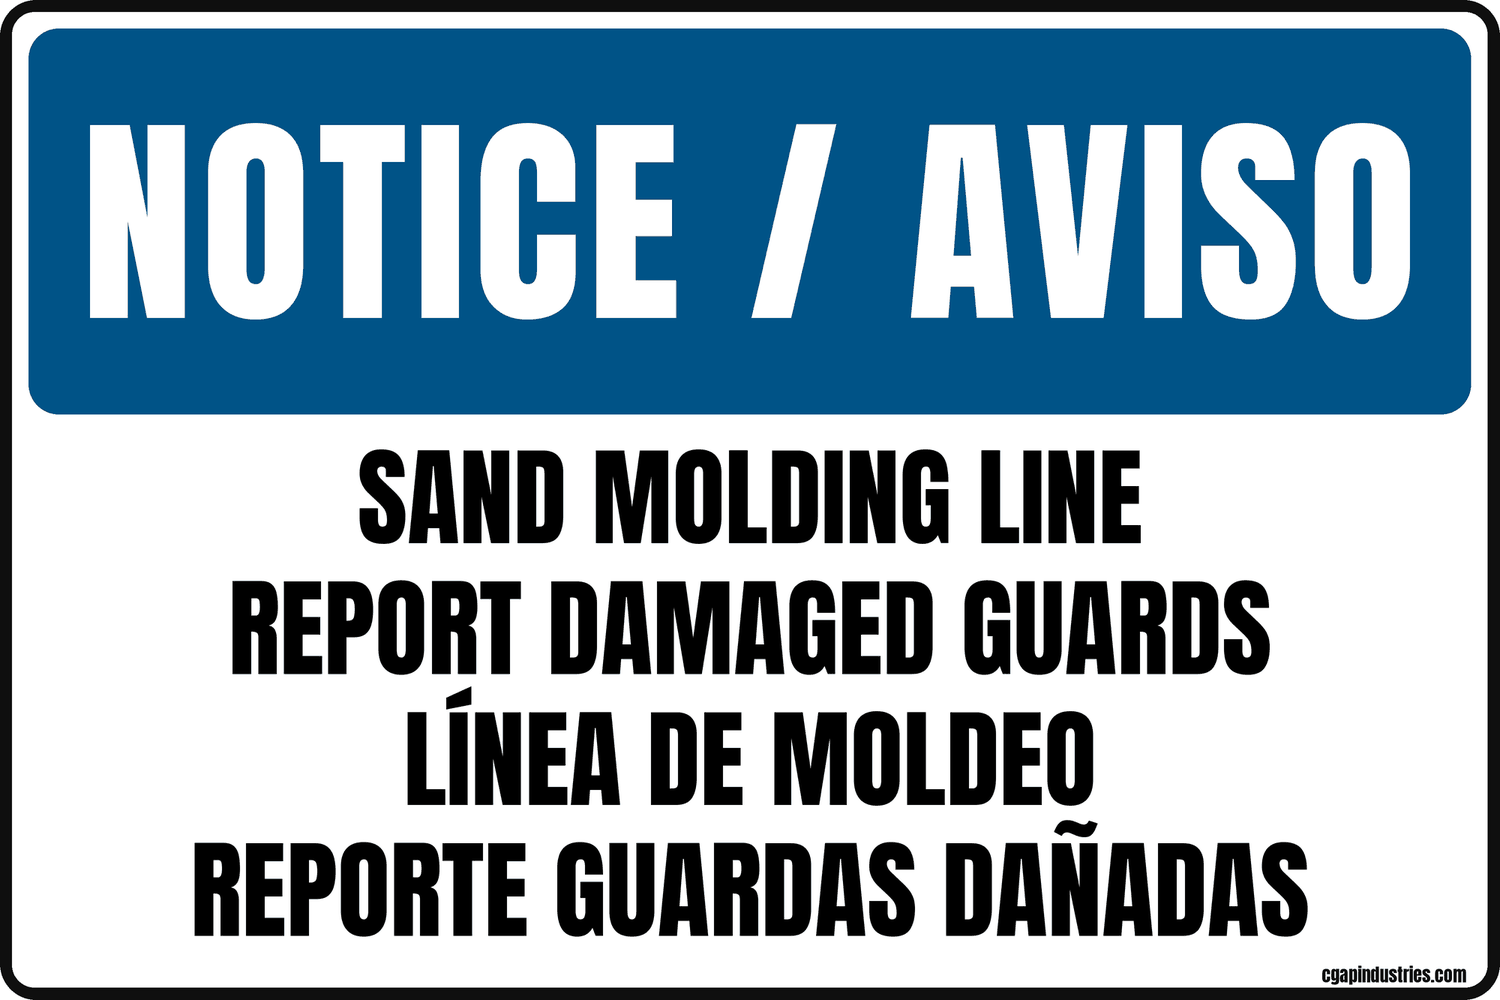 NOTICE / AVISO
SAND MOLDING LINE
REPORT DAMAGED GUARDS
LÍNEA DE MOLDEO
REPORTE GUARDAS DAÑADAS
cgapindustries.com